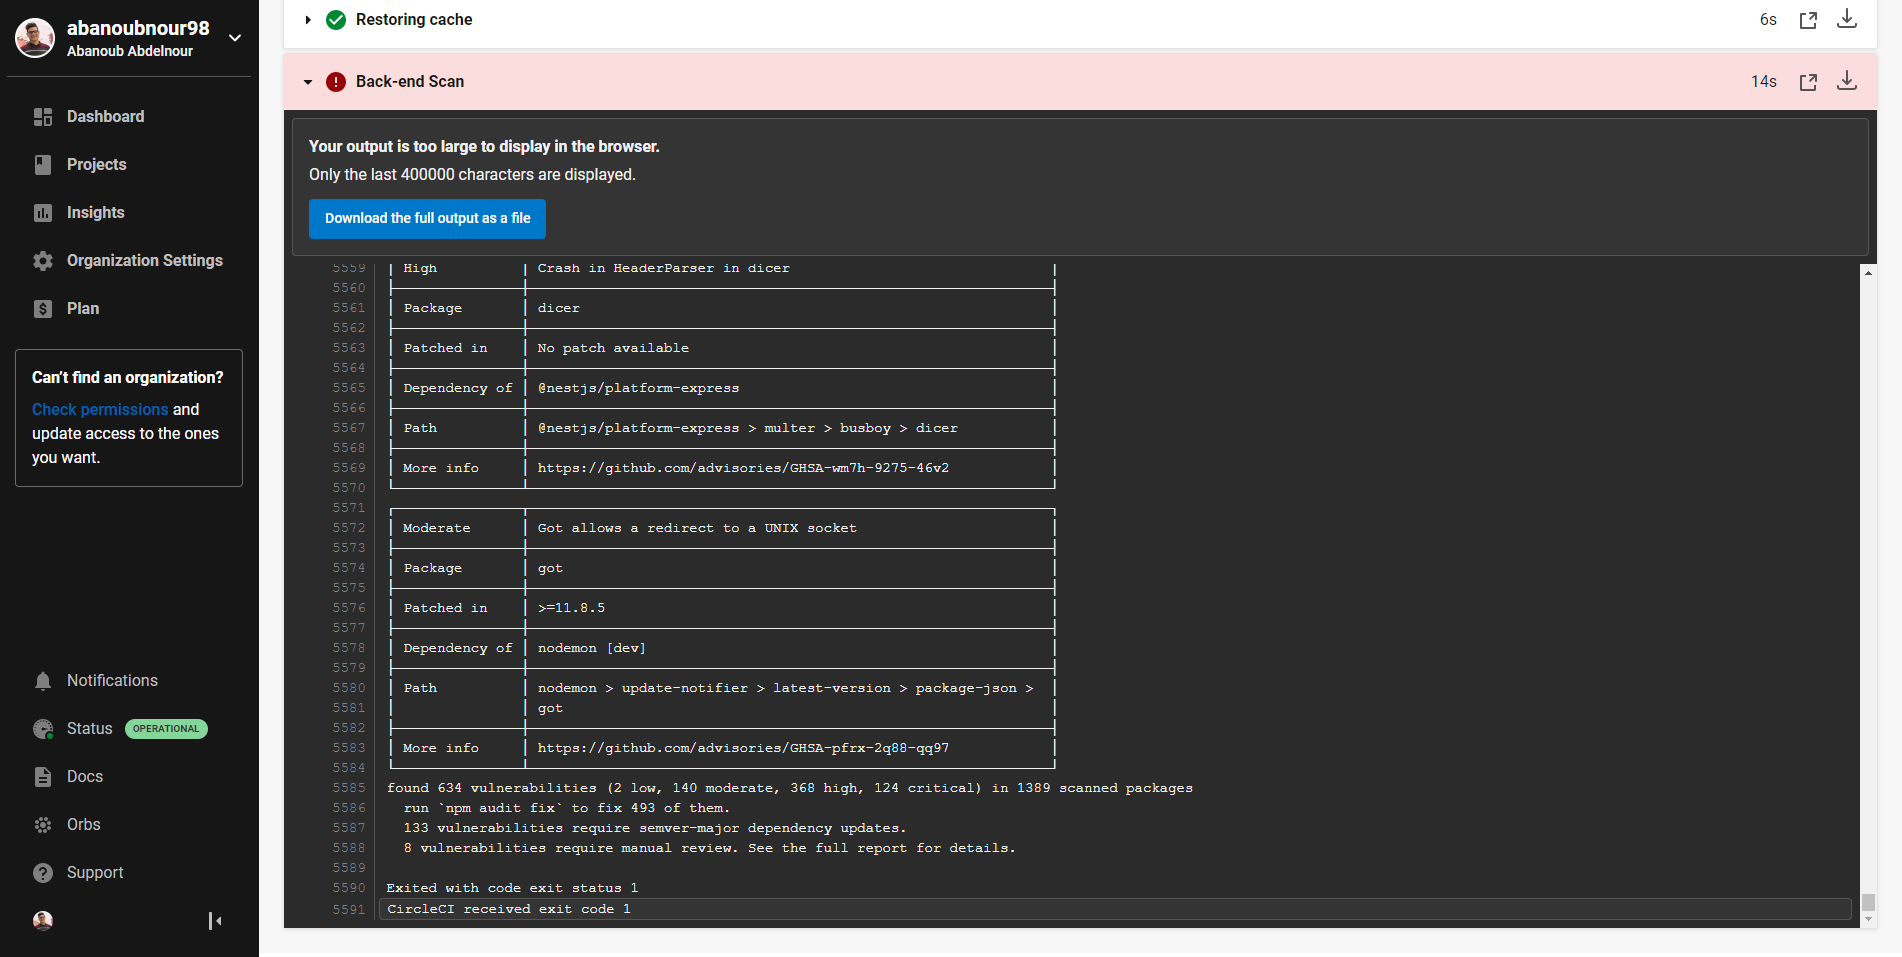 abanoubnour98
Abanoub Abdelnour
Dashboard
Projects
Insights
Organization Settings
Plan
Can't find an organization?
Check permissions and
update access to the ones
you want.
Notifications
Status OPERATIONAL
Docs
Orbs
Support
Restoring cache 6s
Back-end Scan 14s
Your output is too large to display in the browser.
Only the last 400000 characters are displayed.
Download the full output as a file
5559 │ High │ Crash in HeaderParser in dicer │
5560
5561 │ Package │ dicer │
5562
5563 │ Patched in │ No patch available │
5564
5565 │ Dependency of │ @nestjs/platform-express │
5566
5567 │ Path │ @nestjs/platform-express > multer > busboy > dicer │
5568
5569 │ More info │ https://github.com/advisories/GHSA-wm7h-9275-46v2 │
5570
5571
5572 │ Moderate │ Got allows a redirect to a UNIX socket │
5573
5574 │ Package │ got │
5575
5576 │ Patched in │ >=11.8.5 │
5577
5578 │ Dependency of │ nodemon [dev] │
5579
5580 │ Path │ nodemon > update-notifier > latest-version > package-json > │
5581 │ │ got │
5582
5583 │ More info │ https://github.com/advisories/GHSA-pfrx-2q88-qq97 │
5584
5585 found 634 vulnerabilities (2 low, 140 moderate, 368 high, 124 critical) in 1389 scanned packages
5586 run `npm audit fix` to fix 493 of them.
5587 133 vulnerabilities require semver-major dependency updates.
5588 8 vulnerabilities require manual review. See the full report for details.
5589
5590 Exited with code exit status 1
5591 CircleCI received exit code 1